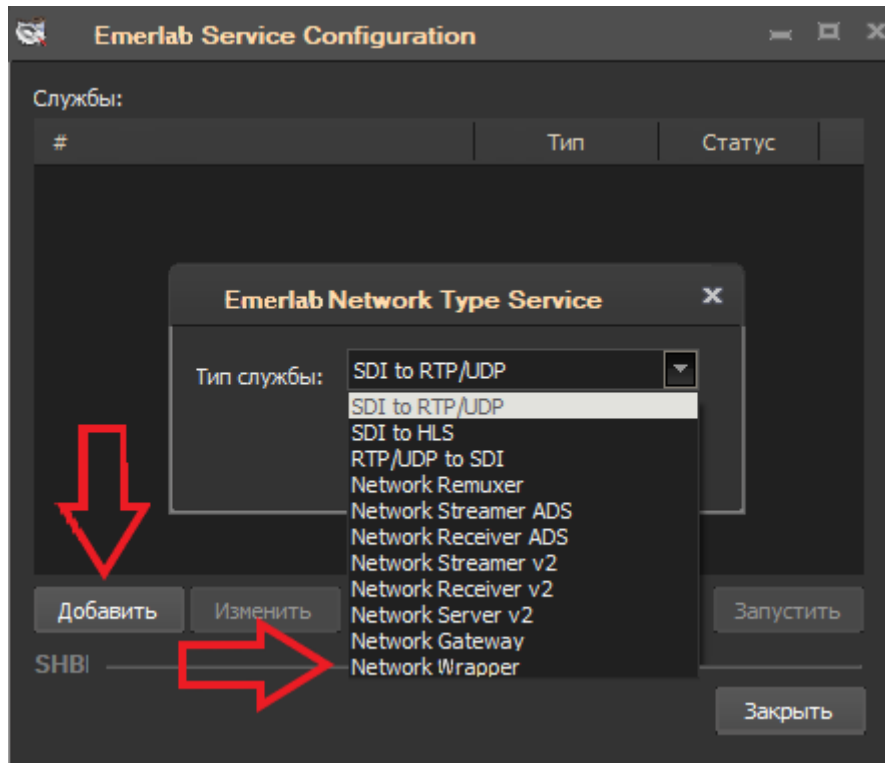 Emerlab Service Configuration
Службы:
# Тип Статус
Emerlab Network Type Service
Тип службы: SDI to RTP/UDP
SDI to RTP/UDP
SDI to HLS
RTP/UDP to SDI
Network Remuxer
Network Streamer ADS
Network Receiver ADS
Network Streamer v2
Network Receiver v2
Network Server v2
Network Gateway
Network Wrapper
Добавить Изменить Запустить
SHBI
Закрыть